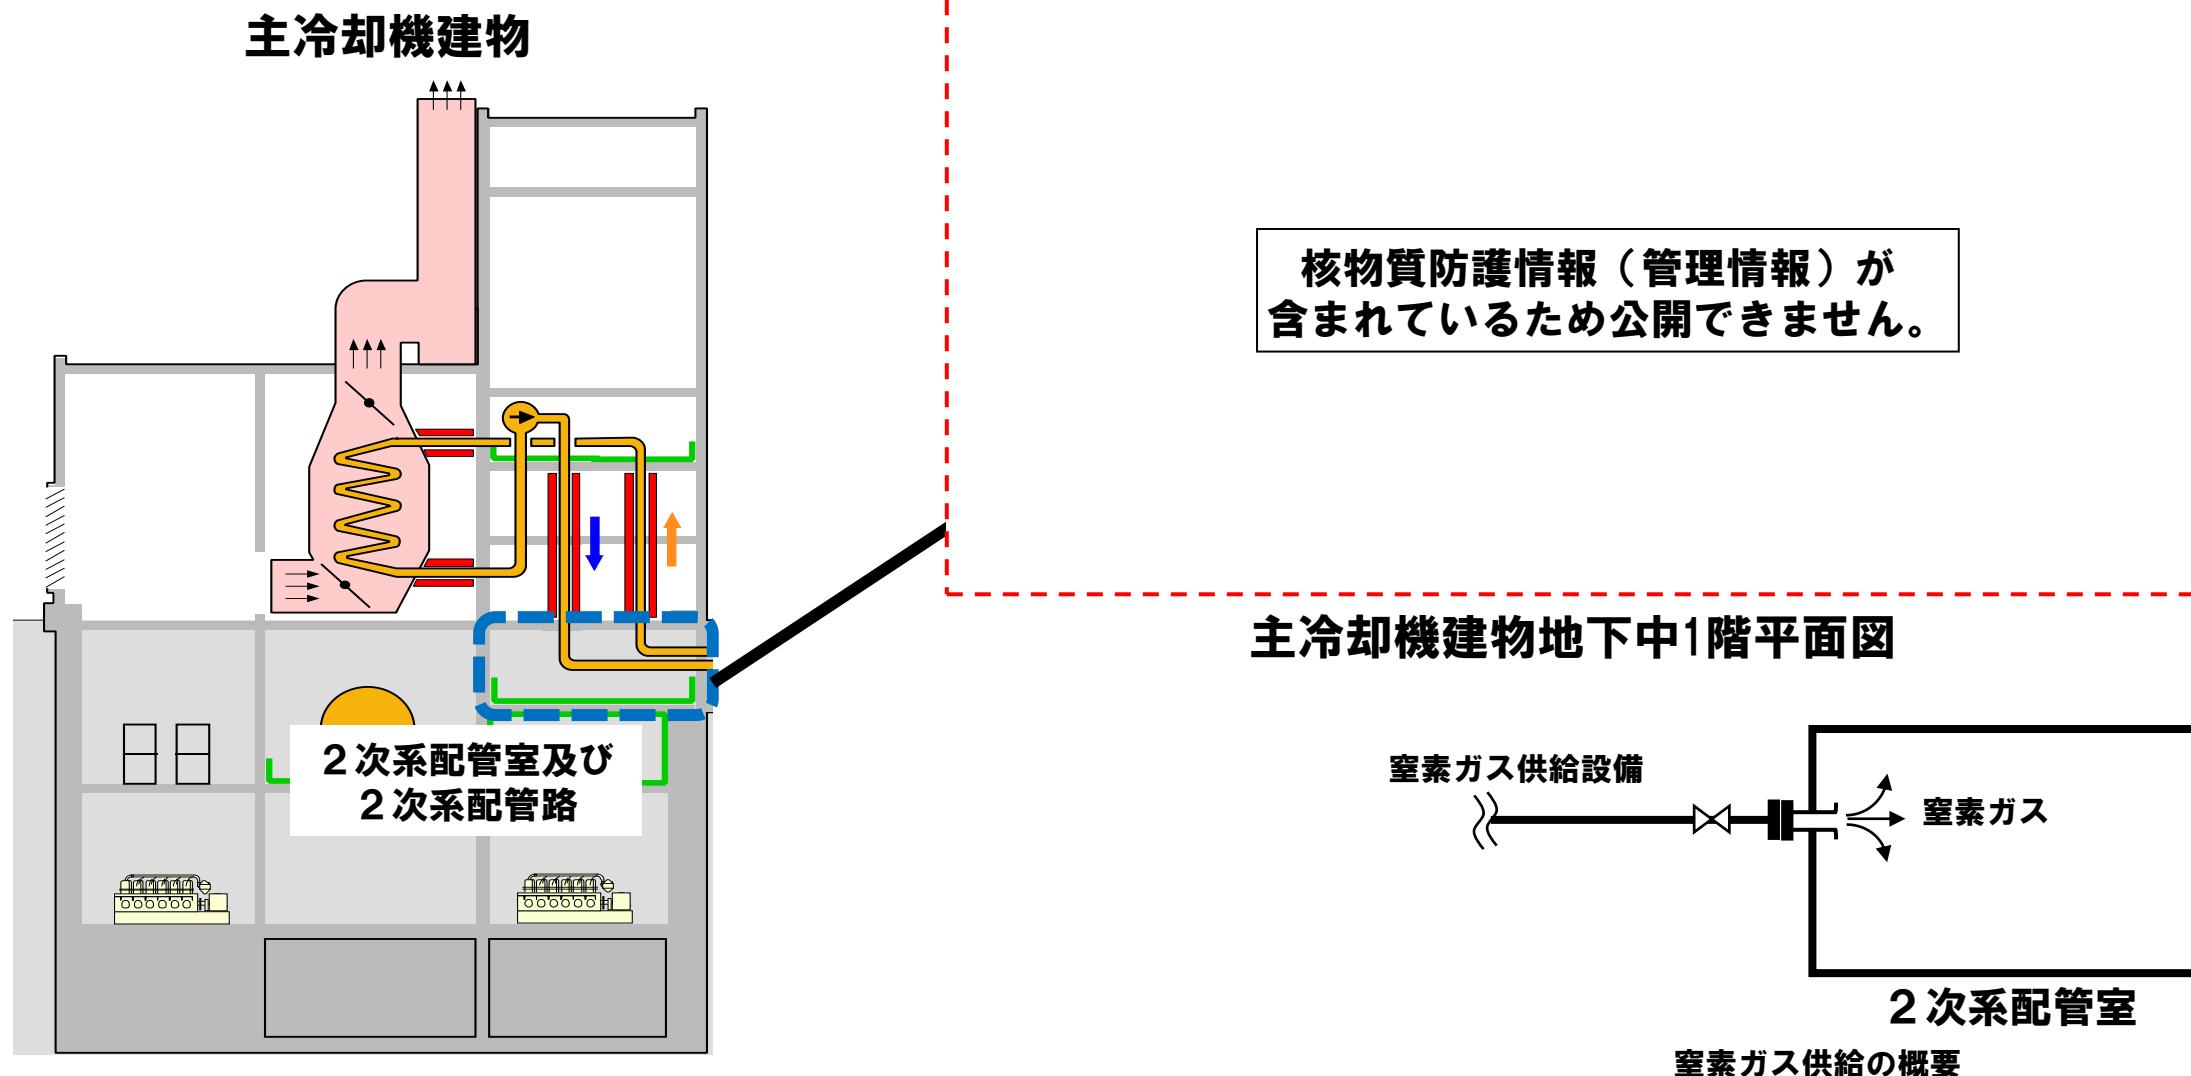 主冷却機建物
核物質防護情報（管理情報）が
含まれているため公開できません。
主冷却機建物地下中1階平面図
２次系配管室及び
２次系配管路
窒素ガス供給設備
窒素ガス
２次系配管室
窒素ガス供給の概要